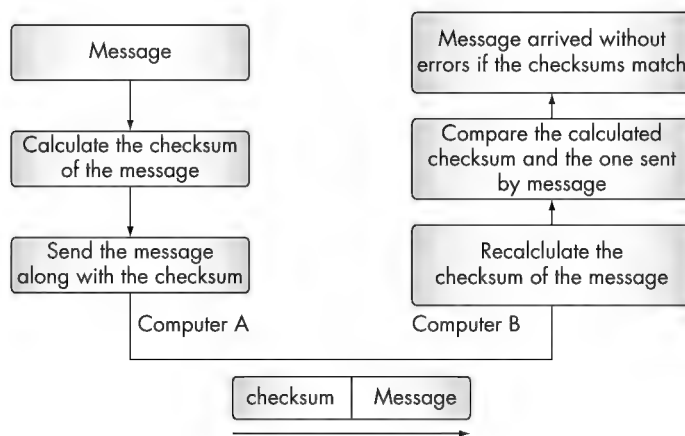 Message
Calculate the checksum
of the message
Send the message
along with the checksum
Computer A
Message arrived without
errors if the checksums match
Compare the calculated
checksum and the one sent
by message
Recalclulate the
checksum of the message
Computer B
checksum Message